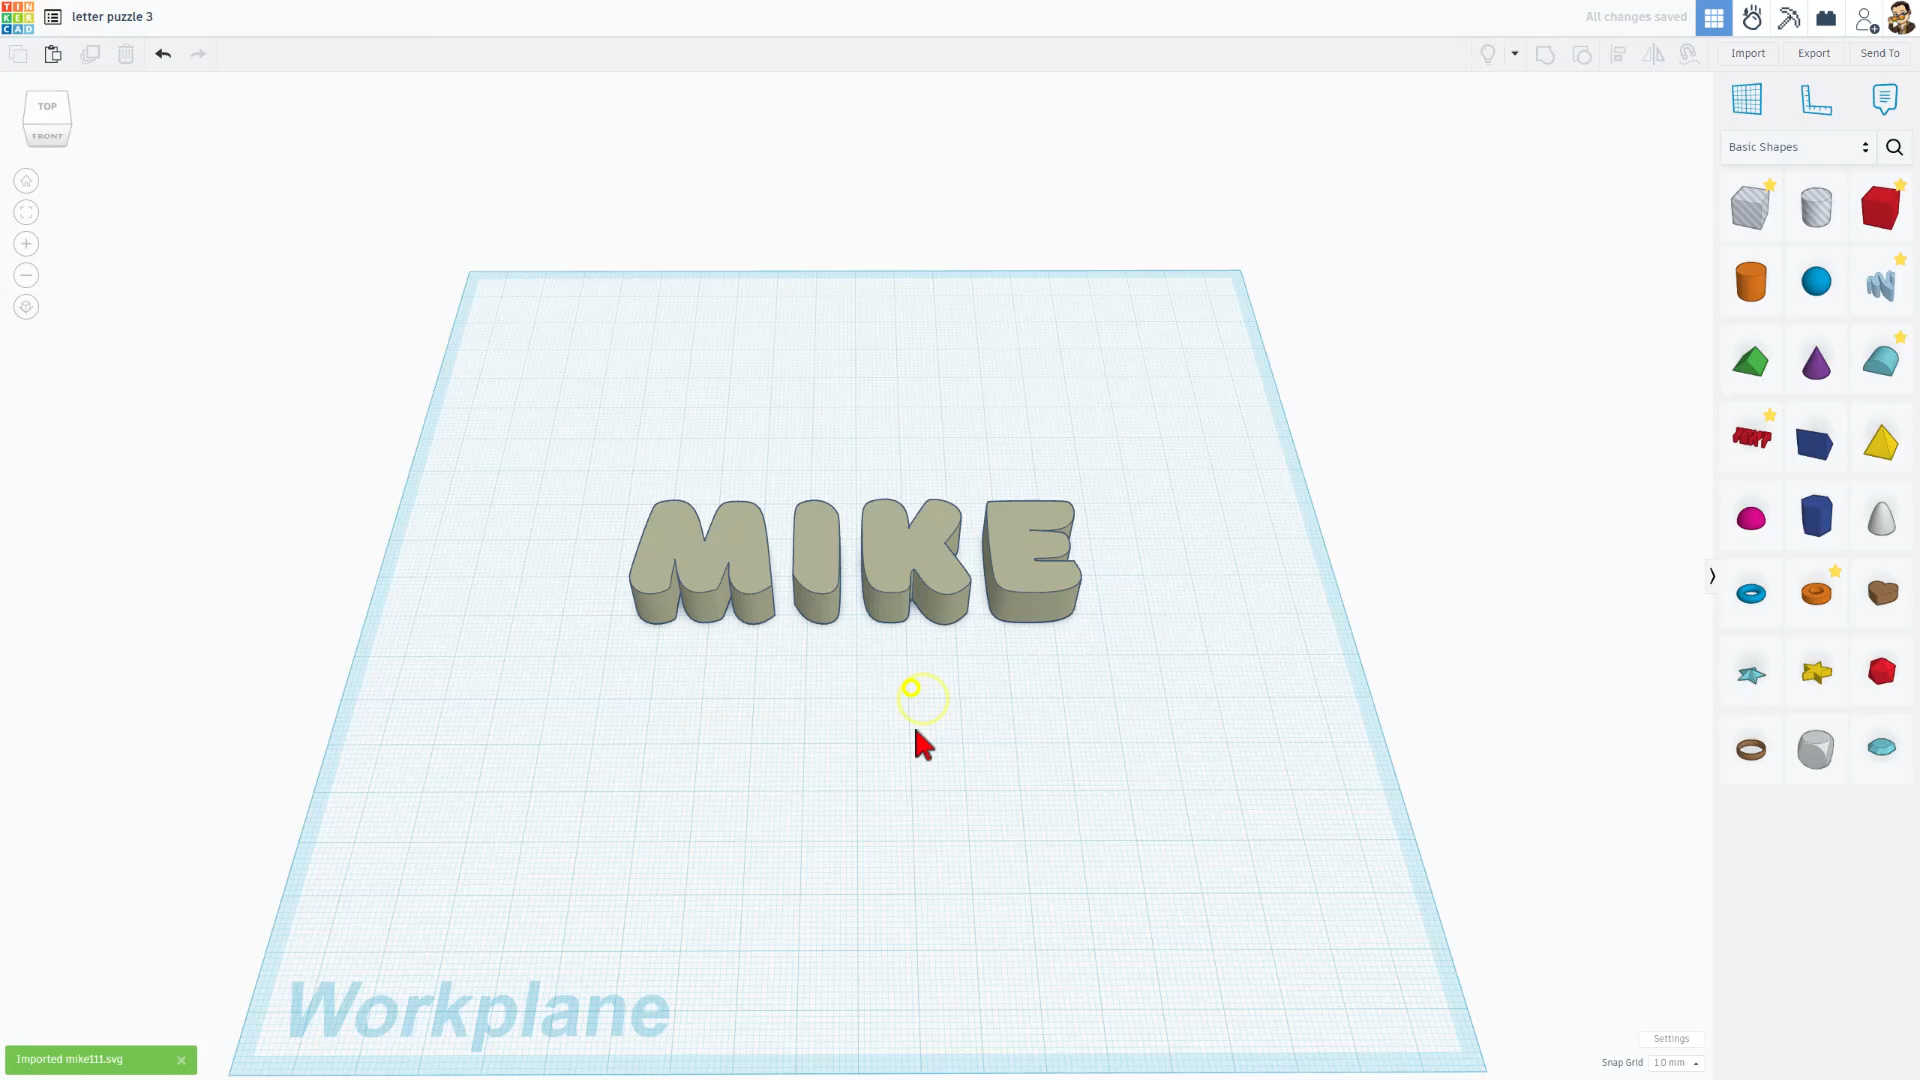 TIN
KER
CAD
letter puzzle 3
All changes saved
Import
Export
Send To
TOP
FRONT
Basic Shapes
TEXT
MIKE
Workplane
Imported mike111.svg
Settings
Snap Grid
1.0 mm